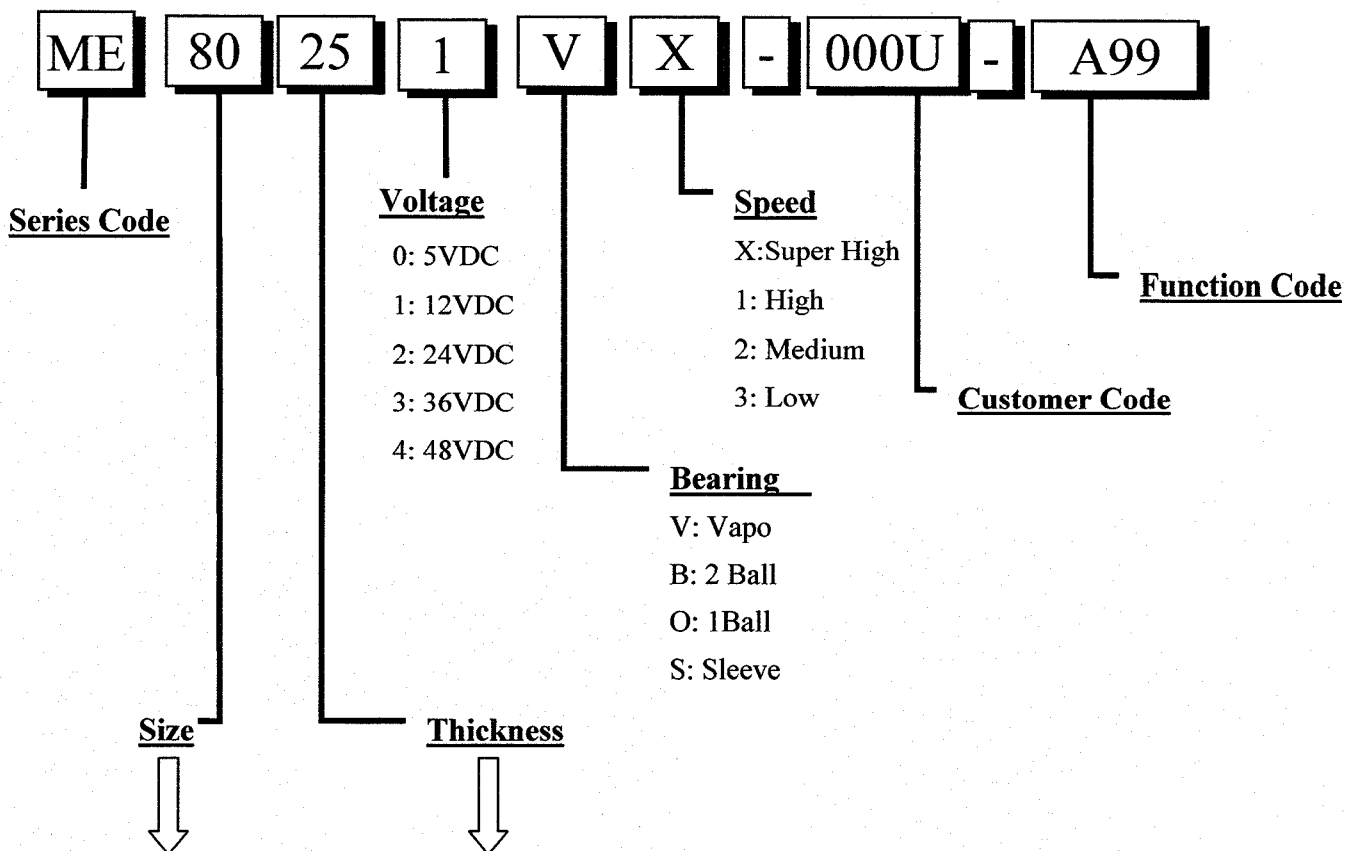 ME 80 25 1 V X - 000U - A99
Series Code
Voltage
0: 5VDC
1: 12VDC
2: 24VDC
3: 36VDC
4: 48VDC
Speed
X:Super High
1: High
2: Medium
3: Low
Function Code
Customer Code
Bearing
V: Vapo
B: 2 Ball
O: 1Ball
S: Sleeve
Size
Thickness